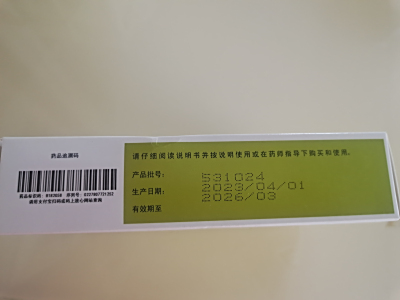 药品追溯码
请仔细阅读说明书并按说明使用或在药师指导下购买和使用。
产品批号:
531024
生产日期:
2023/04/01
有效期至
2026/03